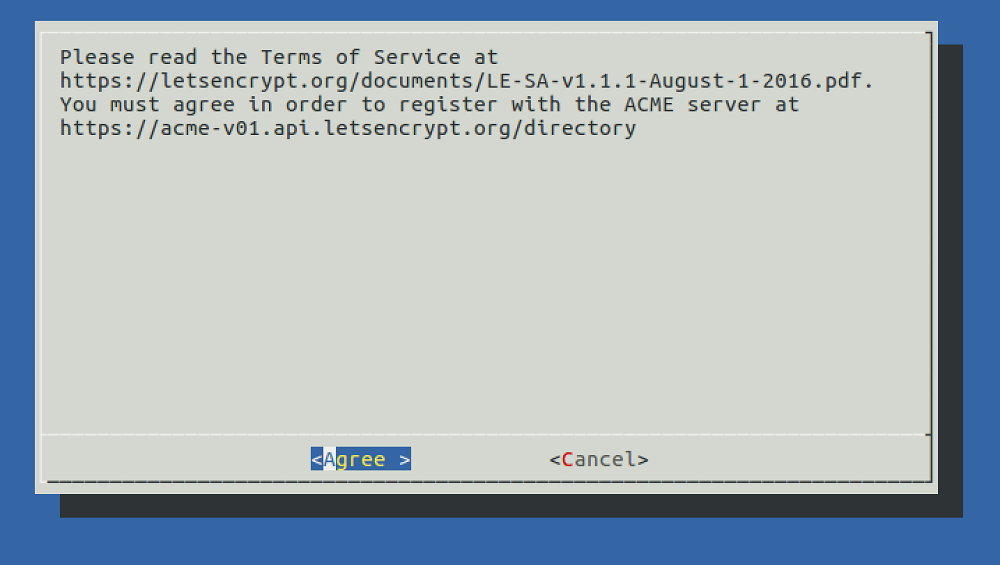 Please read the Terms of Service at
https://letsencrypt.org/documents/LE-SA-v1.1.1-August-1-2016.pdf.
You must agree in order to register with the ACME server at
https://acme-v01.api.letsencrypt.org/directory
<Agree > <Cancel>